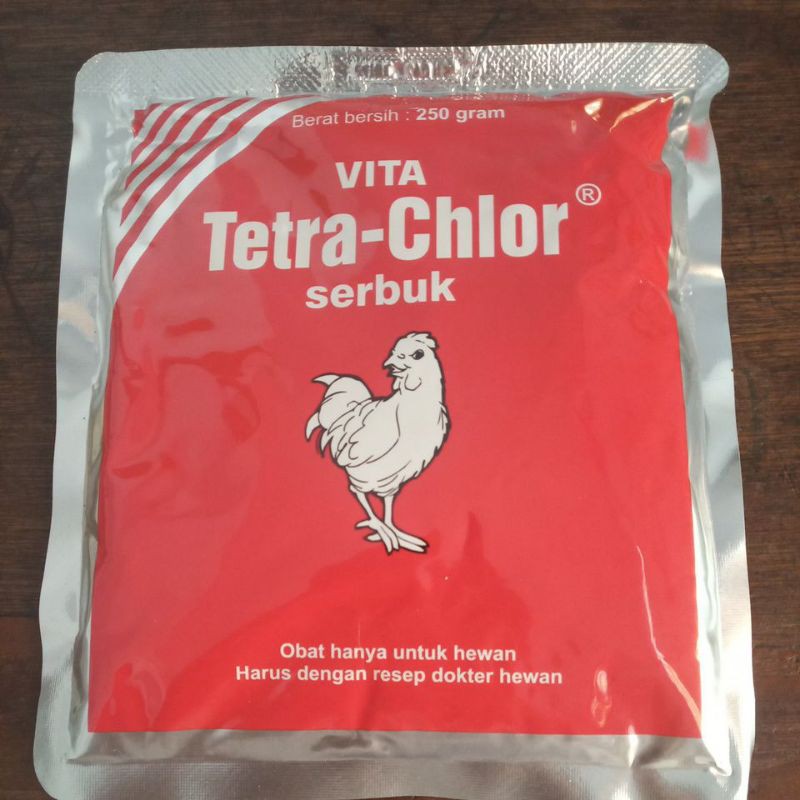 Berat bersih : 250 gram
VITA
Tetra-Chlor®
serbuk
Obat hanya untuk hewan
Harus dengan resep dokter hewan